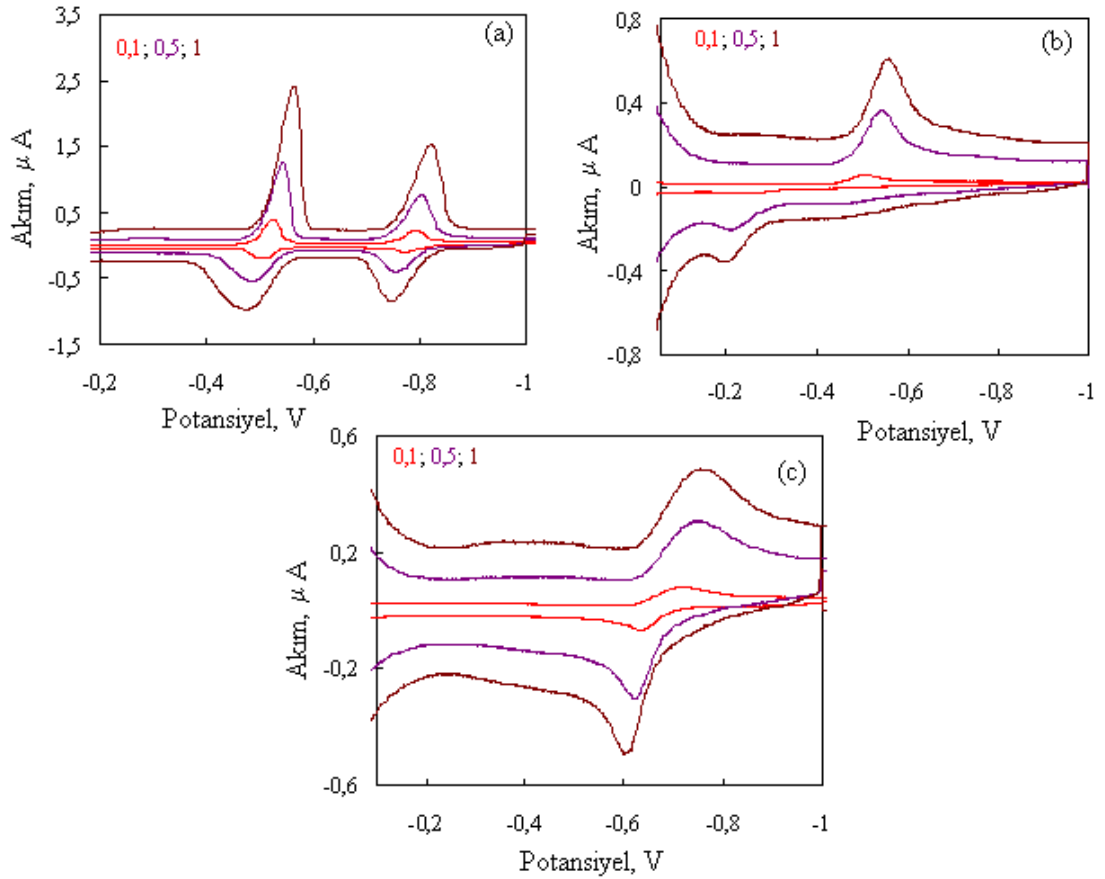 3,5
2,5
1,5
0,5
-0,5
-1,5
Akım, µ A
0,1; 0,5; 1
(a)
-0,2 -0,4 -0,6 -0,8 -1
Potansiyel, V
0,8
0,4
0
-0,4
-0,8
Akım, µ A
0,1; 0,5; 1
(b)
-0.2 -0,4 -0,6 -0,8 -1
Potansiyel, V
0,6
0,2
-0,2
-0,6
Akım, µ A
0,1; 0,5; 1
(c)
-0,2 -0,4 -0,6 -0,8 -1
Potansiyel, V